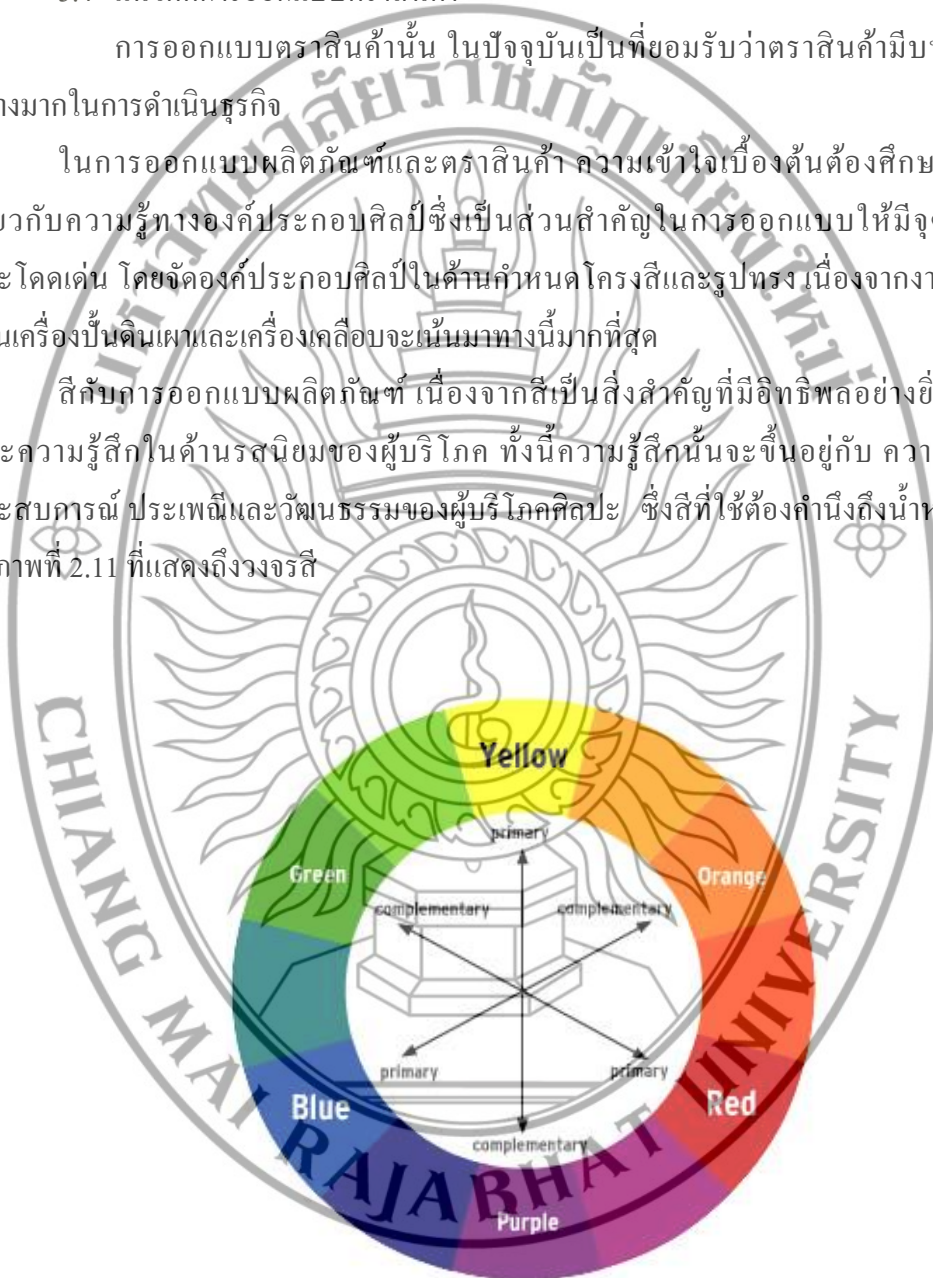 การออกแบบตราสินค้านั้น ในปัจจุบันเป็นที่ยอมรับว่าตราสินค้ามีบ
างมากในการดำเนินธุรกิจ
ในการออกแบบผลิตภัณฑ์และตราสินค้า ความเข้าใจเบื้องต้นต้องศึกษ
ยวกับความรู้ทางองค์ประกอบศิลป์ซึ่งเป็นส่วนสำคัญในการออกแบบให้มีจุ
ะโดดเด่น โดยจัดองค์ประกอบศิลป์ในด้านกำหนดโครงสีและรูปทรง เนื่องจากงา
นเครื่องปั้นดินเผาและเครื่องเคลือบจะเน้นมาทางนี้มากที่สุด
สีกับการออกแบบผลิตภัณฑ์ เนื่องจากสีเป็นสิ่งสำคัญที่มีอิทธิพลอย่างยิ่
ะความรู้สึกในด้านรสนิยมของผู้บริโภค ทั้งนี้ความรู้สึกนั้นจะขึ้นอยู่กับ ควา
ะสบการณ์ ประเพณีและวัฒนธรรมของผู้บริโภคศิลปะ ซึ่งสีที่ใช้ต้องคำนึงถึงน้ำห
ภาพที่ 2.11 ที่แสดงถึงวงจรสี
มหาวิทยาลัยราชภัฏเชียงใหม่
Yellow
primary
Green
Orange
complementary
complementary
primary
primary
Blue
Red
complementary
Purple
CHIANG MAI RAJABHAT UNIVERSITY